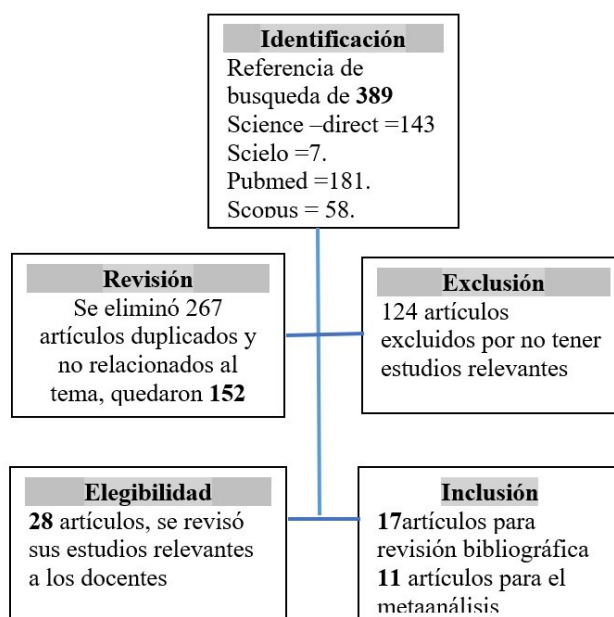 Identificación
Referencia de
busqueda de 389
Science –direct =143
Scielo =7.
Pubmed =181.
Scopus = 58.
Revisión
Se eliminó 267
artículos duplicados y
no relacionados al
tema, quedaron 152
Exclusión
124 artículos
excluidos por no tener
estudios relevantes
Elegibilidad
28 artículos, se revisó
sus estudios relevantes
a los docentes
Inclusión
17artículos para
revisión bibliográfica
11 artículos para el
metaanálisis